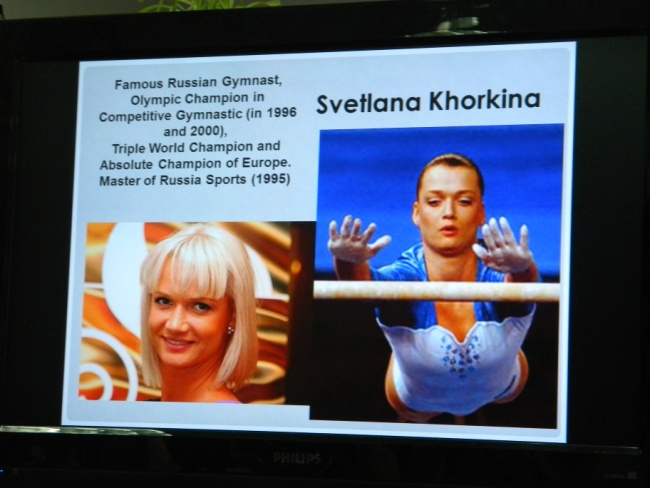 Famous Russian Gymnast,
Olympic Champion in
Competitive Gymnastic (in 1996
and 2000),
Triple World Champion and
Absolute Champion of Europe.
Master of Russia Sports (1995)
Svetlana Khorkina
PHILIPS